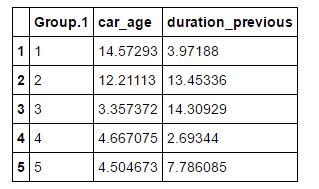 Group.1 car_age duration_previous
1 1 14.57293 3.97188
2 2 12.21113 13.45336
3 3 3.357372 14.30929
4 4 4.667075 2.69344
5 5 4.504673 7.786085